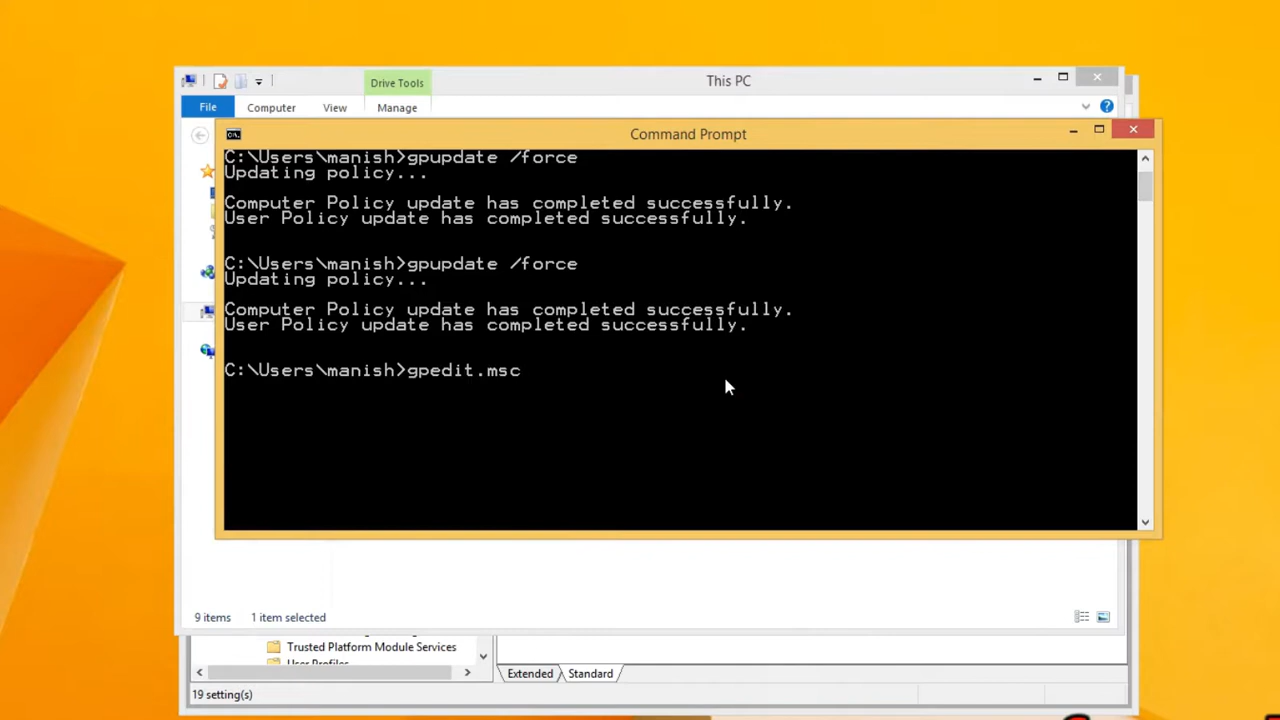 Drive Tools
This PC
File
Computer
View
Manage
Command Prompt
C:\Users\manish>gpupdate /force
Updating policy...
Computer Policy update has completed successfully.
User Policy update has completed successfully.
C:\Users\manish>gpupdate /force
Updating policy...
Computer Policy update has completed successfully.
User Policy update has completed successfully.
C:\Users\manish>gpedit.msc
9 items
1 item selected
Trusted Platform Module Services
User Profiles
Extended
Standard
19 setting(s)